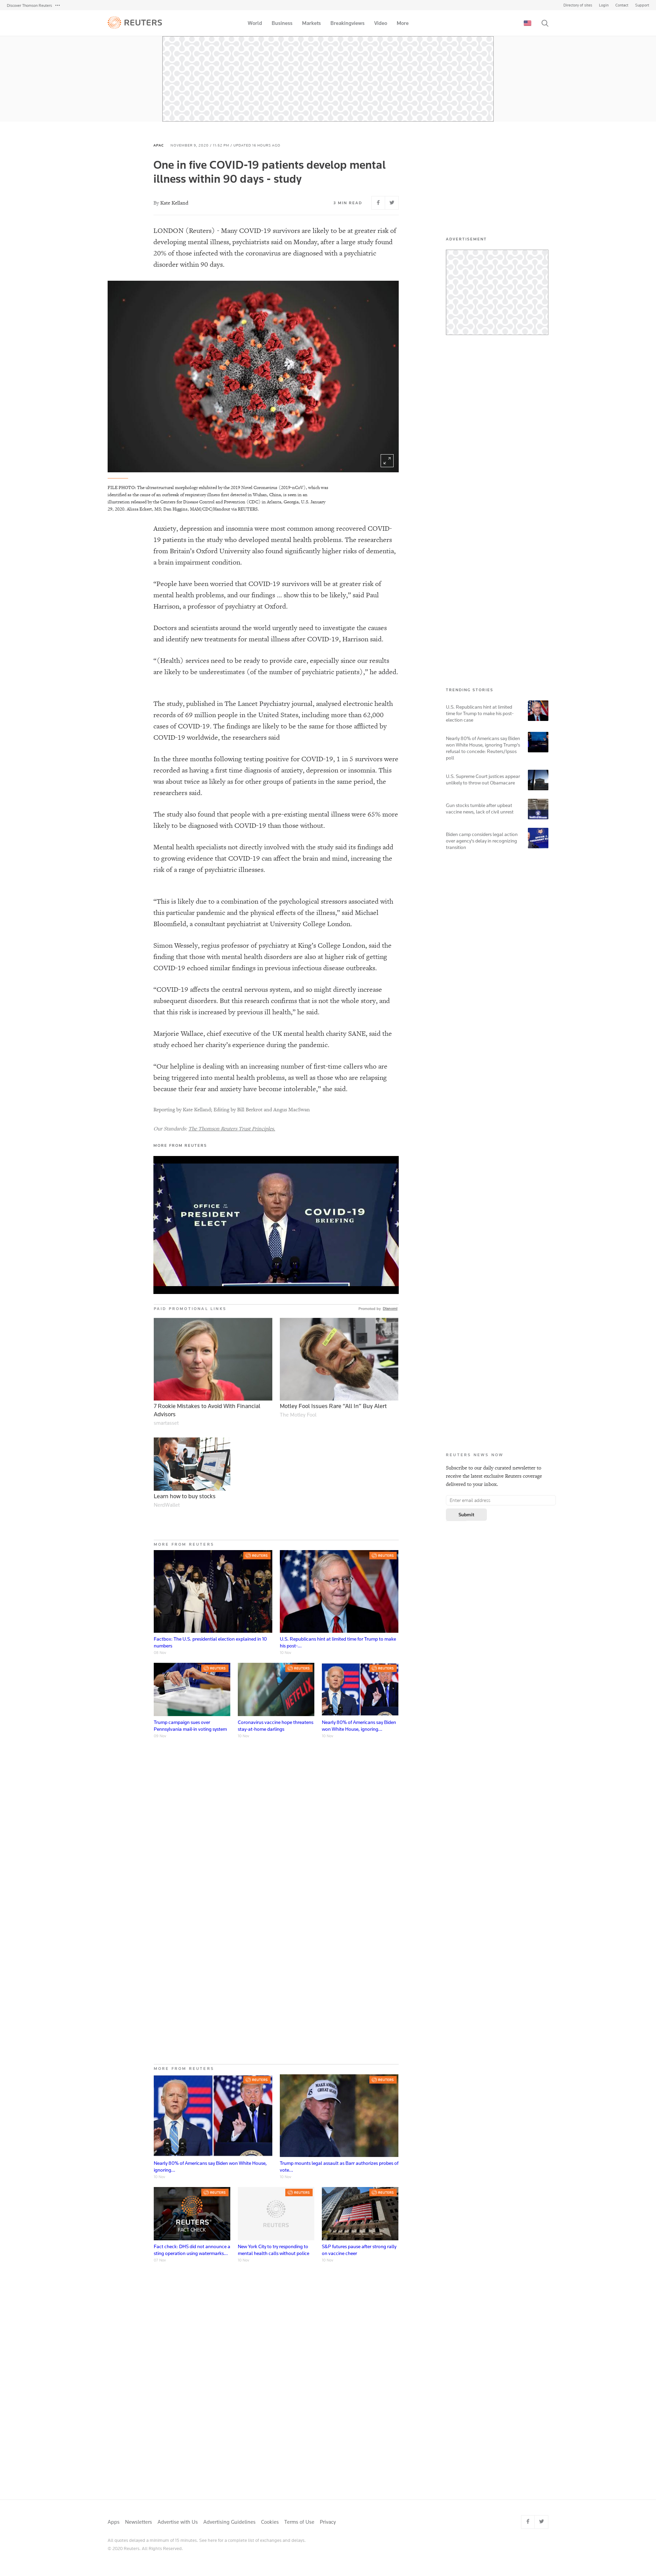 Discover Thomson Reuters
Directory of sites Login Contact Support
REUTERS
World Business Markets Breakingviews Video More
APAC NOVEMBER 9, 2020 / 11:52 PM / UPDATED 16 HOURS AGO
One in five COVID-19 patients develop mental
illness within 90 days - study
By Kate Kelland
3 MIN READ
LONDON (Reuters) - Many COVID-19 survivors are likely to be at greater risk of
developing mental illness, psychiatrists said on Monday, after a large study found
20% of those infected with the coronavirus are diagnosed with a psychiatric
disorder within 90 days.
ADVERTISEMENT
FILE PHOTO: The ultrastructural morphology exhibited by the 2019 Novel Coronavirus (2019-nCoV), which was
identified as the cause of an outbreak of respiratory illness first detected in Wuhan, China, is seen in an
illustration released by the Centers for Disease Control and Prevention (CDC) in Atlanta, Georgia, U.S. January
29, 2020. Alissa Eckert, MS; Dan Higgins, MAM/CDC/Handout via REUTERS.
Anxiety, depression and insomnia were most common among recovered COVID-
19 patients in the study who developed mental health problems. The researchers
from Britain's Oxford University also found significantly higher risks of dementia,
a brain impairment condition.
“People have been worried that COVID-19 survivors will be at greater risk of
mental health problems, and our findings ... show this to be likely,” said Paul
Harrison, a professor of psychiatry at Oxford.
Doctors and scientists around the world urgently need to investigate the causes
and identify new treatments for mental illness after COVID-19, Harrison said.
“(Health) services need to be ready to provide care, especially since our results
are likely to be underestimates (of the number of psychiatric patients),” he added.
The study, published in The Lancet Psychiatry journal, analysed electronic health
records of 69 million people in the United States, including more than 62,000
cases of COVID-19. The findings are likely to be the same for those afflicted by
COVID-19 worldwide, the researchers said
In the three months following testing positive for COVID-19, 1 in 5 survivors were
recorded as having a first time diagnosis of anxiety, depression or insomnia. This
was about twice as likely as for other groups of patients in the same period, the
researchers said.
The study also found that people with a pre-existing mental illness were 65% more
likely to be diagnosed with COVID-19 than those without.
Mental health specialists not directly involved with the study said its findings add
to growing evidence that COVID-19 can affect the brain and mind, increasing the
risk of a range of psychiatric illnesses.
“This is likely due to a combination of the psychological stressors associated with
this particular pandemic and the physical effects of the illness,” said Michael
Bloomfield, a consultant psychiatrist at University College London.
Simon Wessely, regius professor of psychiatry at King's College London, said the
finding that those with mental health disorders are also at higher risk of getting
COVID-19 echoed similar findings in previous infectious disease outbreaks.
“COVID-19 affects the central nervous system, and so might directly increase
subsequent disorders. But this research confirms that is not the whole story, and
that this risk is increased by previous ill health,” he said.
Marjorie Wallace, chief executive of the UK mental health charity SANE, said the
study echoed her charity's experience during the pandemic.
“Our helpline is dealing with an increasing number of first-time callers who are
being triggered into mental health problems, as well as those who are relapsing
because their fear and anxiety have become intolerable,” she said.
Reporting by Kate Kelland; Editing by Bill Berkrot and Angus MacSwan
Our Standards: The Thomson Reuters Trust Principles.
TRENDING STORIES
U.S. Republicans hint at limited
time for Trump to make his post-
election case
Nearly 80% of Americans say Biden
won White House, ignoring Trump's
refusal to concede: Reuters/Ipsos
poll
U.S. Supreme Court justices appear
unlikely to throw out Obamacare
Gun stocks tumble after upbeat
vaccine news, lack of civil unrest
Biden camp considers legal action
over agency's delay in recognizing
transition
MORE FROM REUTERS
OFFICE OF THE
PRESIDENT
ELECT
COVID-19
BRIEFING
PAID PROMOTIONAL LINKS
Promoted by Dianomi
7 Rookie Mistakes to Avoid With Financial
Advisors
smartasset
Motley Fool Issues Rare "All In" Buy Alert
The Motley Fool
Learn how to buy stocks
NerdWallet
REUTERS NEWS NOW
Subscribe to our daily curated newsletter to
receive the latest exclusive Reuters coverage
delivered to your inbox.
Enter email address
Submit
MORE FROM REUTERS
REUTERS
REUTERS
Factbox: The U.S. presidential election explained in 10
numbers
U.S. Republicans hint at limited time for Trump to make
his post-...
REUTERS
REUTERS
REUTERS
NETFLIX
Trump campaign sues over
Pennsylvania mail-in voting system
Coronavirus vaccine hope threatens
stay-at-home darlings
Nearly 80% of Americans say Biden
won White House, ignoring...
MORE FROM REUTERS
REUTERS
REUTERS
MAKE AMERICA
GREAT AGAIN
Nearly 80% of Americans say Biden won White House,
ignoring...
Trump mounts legal assault as Barr authorizes probes of
vote...
REUTERS
REUTERS
REUTERS
REUTERS
FACT CHECK
REUTERS
Fact check: DHS did not announce a
sting operation using watermarks...
New York City to try responding to
mental health calls without police
S&P futures pause after strong rally
on vaccine cheer
Apps Newsletters Advertise with Us Advertising Guidelines Cookies Terms of Use Privacy
All quotes delayed a minimum of 15 minutes. See here for a complete list of exchanges and delays.
© 2020 Reuters. All Rights Reserved.